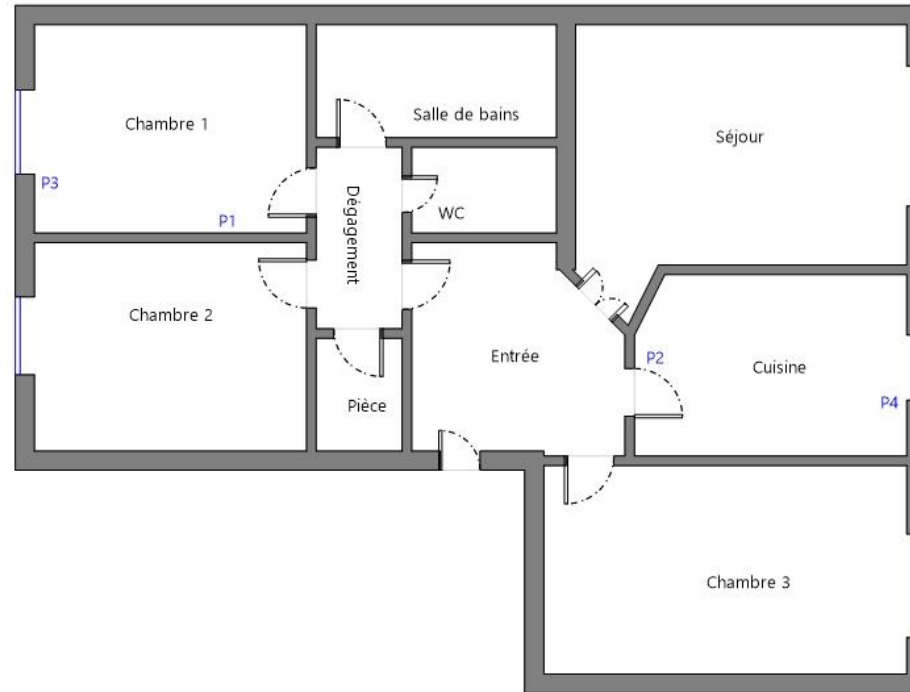 Salle de bains
Chambre 1
Séjour
P3
Dégagement
WC
P1
Chambre 2
Entrée
P2
Cuisine
Pièce
P4
Chambre 3